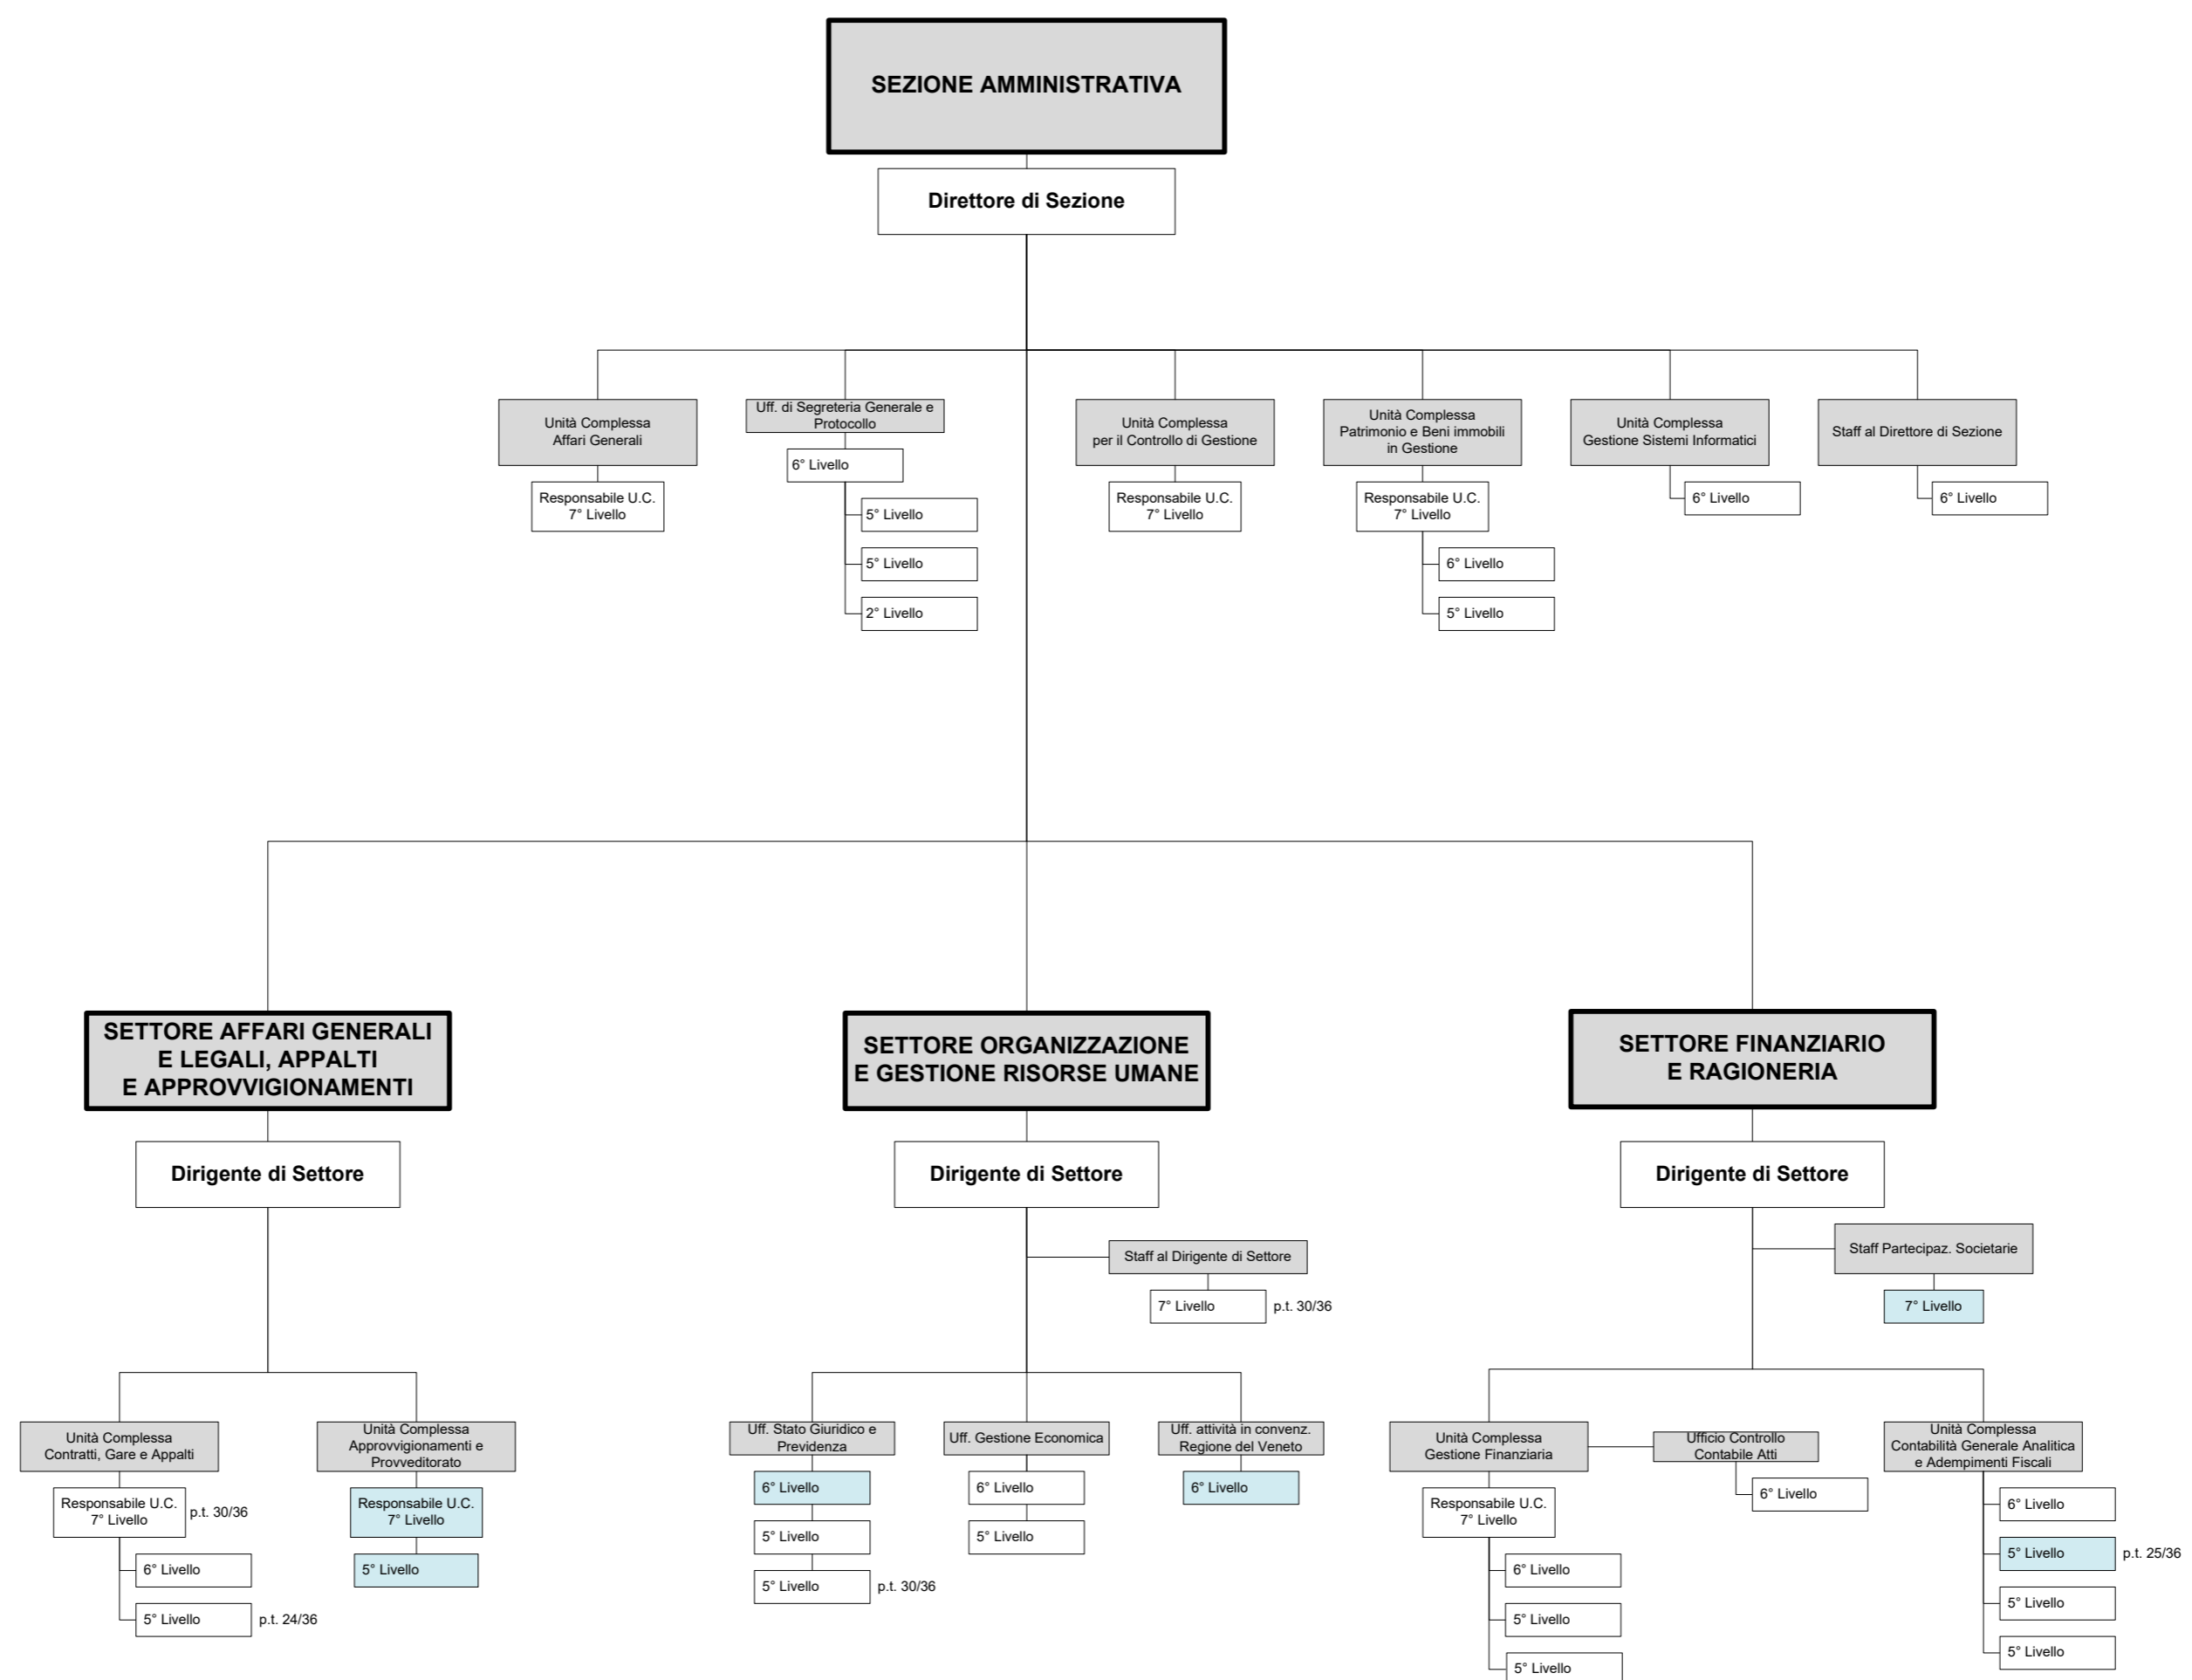 SEZIONE AMMINISTRATIVA
Direttore di Sezione
Unità Complessa
Affari Generali
Responsabile U.C.
7° Livello
Uff. di Segreteria Generale e
Protocollo
6° Livello
5° Livello
5° Livello
2° Livello
Unità Complessa
per il Controllo di Gestione
Responsabile U.C.
7° Livello
Unità Complessa
Patrimonio e Beni immobili
in Gestione
Responsabile U.C.
7° Livello
6° Livello
5° Livello
Unità Complessa
Gestione Sistemi Informatici
6° Livello
Staff al Direttore di Sezione
6° Livello
SETTORE AFFARI GENERALI
E LEGALI, APPALTI
E APPROVVIGIONAMENTI
Dirigente di Settore
Unità Complessa
Contratti, Gare e Appalti
Responsabile U.C.
7° Livello
p.t. 30/36
6° Livello
5° Livello
p.t. 24/36
Unità Complessa
Approvvigionamenti e
Provveditorato
Responsabile U.C.
7° Livello
5° Livello
SETTORE ORGANIZZAZIONE
E GESTIONE RISORSE UMANE
Dirigente di Settore
Staff al Dirigente di Settore
7° Livello
p.t. 30/36
Uff. Stato Giuridico e
Previdenza
6° Livello
5° Livello
5° Livello
p.t. 30/36
Uff. Gestione Economica
6° Livello
5° Livello
Uff. attività in convenz.
Regione del Veneto
6° Livello
SETTORE FINANZIARIO
E RAGIONERIA
Dirigente di Settore
Staff Partecipaz. Societarie
7° Livello
Unità Complessa
Gestione Finanziaria
Responsabile U.C.
7° Livello
6° Livello
5° Livello
5° Livello
Ufficio Controllo
Contabile Atti
6° Livello
Unità Complessa
Contabilità Generale Analitica
e Adempimenti Fiscali
6° Livello
5° Livello
p.t. 25/36
5° Livello
5° Livello